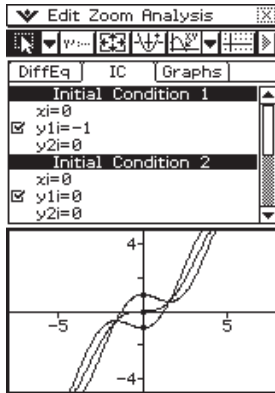 Edit Zoom Analysis
DiffEq IC Graphs
Initial Condition 1
xi=0
y1i=-1
y2i=0
Initial Condition 2
xi=0
y1i=0
y2i=0
4
-5 5
-4